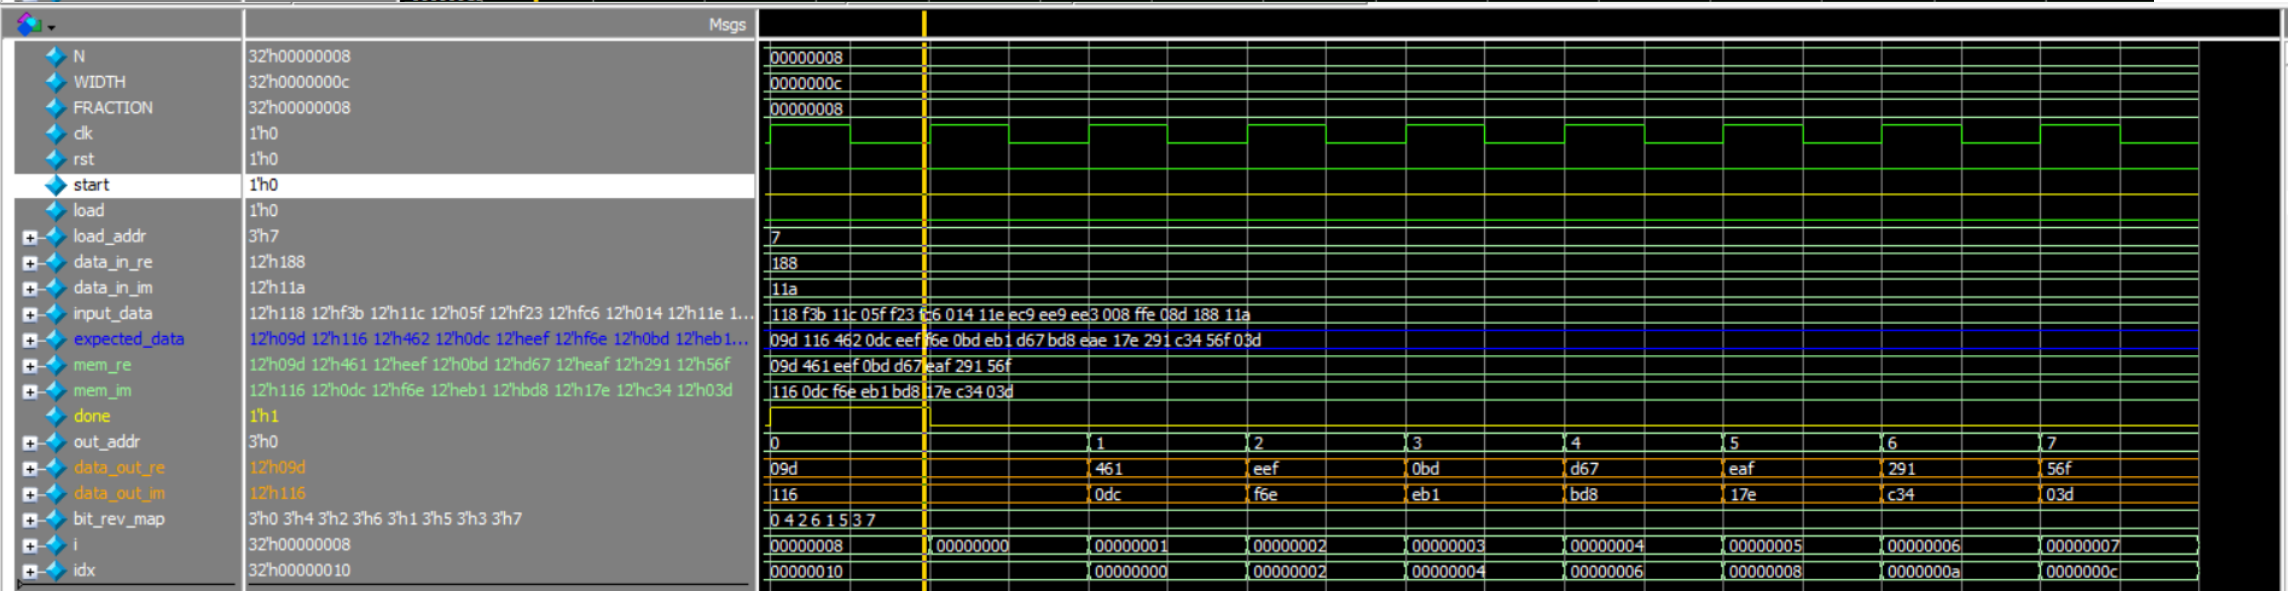 Msgs
N 32'h00000008 00000008
WIDTH 32'h0000000c 0000000c
FRACTION 32'h00000008 00000008
clk 1'h0
rst 1'h0
start 1'h0
load 1'h0
load_addr 3'h7 7
data_in_re 12'h188 188
data_in_im 12'h11a 11a
input_data 12'h118 12'hf3b 12'h11c 12'h05f 12'hf23 12'hfc6 12'h014 12'h11e 1... 118 f3b 11c 05f f23 fc6 014 11e ec9 ee9 ee3 008 ffe 08d 188 11a
expected_data 12'h09d 12'h116 12'h462 12'h0dc 12'heef 12'hf6e 12'h0bd 12'heb1... 09d 116 462 0dc eef f6e 0bd eb1 d67 bd8 eae 17e 291 c34 56f 03d
mem_re 12'h09d 12'h461 12'heef 12'h0bd 12'hd67 12'heaf 12'h291 12'h56f 09d 461 eef 0bd d67 eaf 291 56f
mem_im 12'h116 12'h0dc 12'hf6e 12'heb1 12'hbd8 12'h17e 12'hc34 12'h03d 116 0dc f6e eb1 bd8 17e c34 03d
done 1'h1
out_addr 3'h0 0 1 2 3 4 5 6 7
data_out_re 12'h09d 09d 461 eef 0bd d67 eaf 291 56f
data_out_im 12'h116 116 0dc f6e eb1 bd8 17e c34 03d
bit_rev_map 3'h0 3'h4 3'h2 3'h6 3'h1 3'h5 3'h3 3'h7 0 4 2 6 1 5 3 7
i 32'h00000008 00000008 00000000 00000001 00000002 00000003 00000004 00000005 00000006 00000007
idx 32'h00000010 00000010 00000000 00000002 00000004 00000006 00000008 0000000a 0000000c